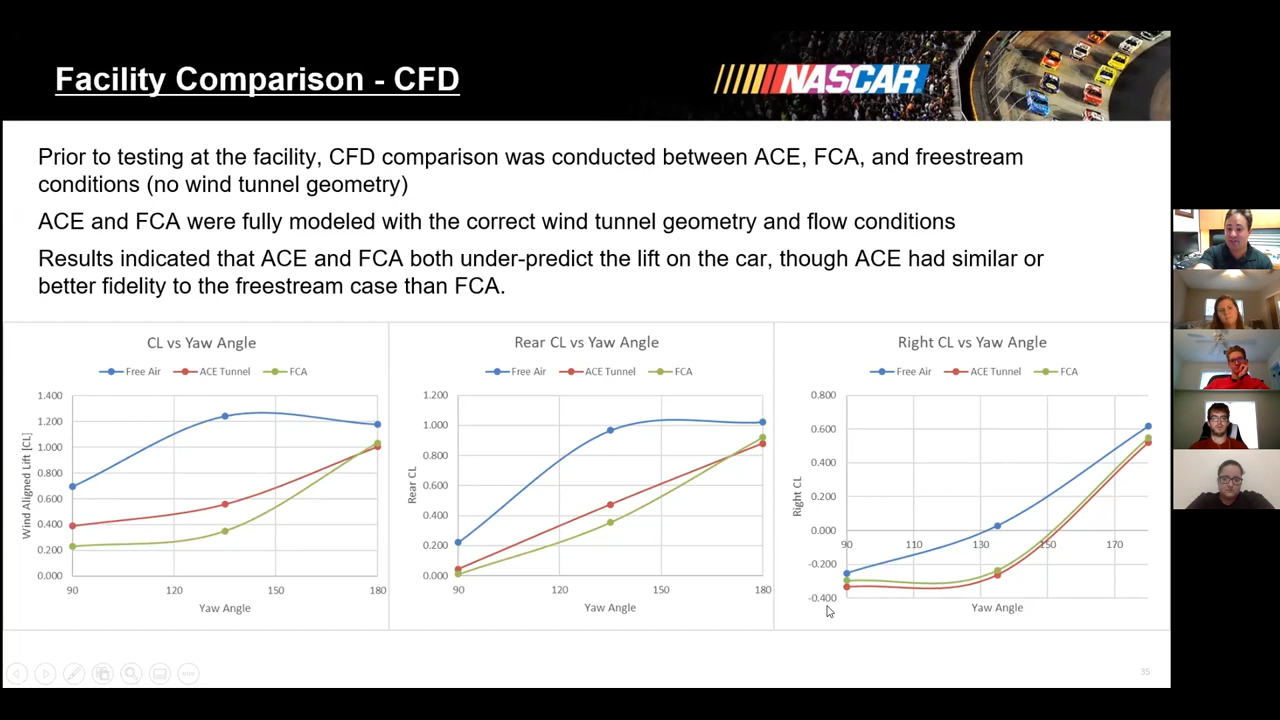 Facility Comparison - CFD
NASCAR
Prior to testing at the facility, CFD comparison was conducted between ACE, FCA, and freestream
conditions (no wind tunnel geometry)
ACE and FCA were fully modeled with the correct wind tunnel geometry and flow conditions
Results indicated that ACE and FCA both under-predict the lift on the car, though ACE had similar or
better fidelity to the freestream case than FCA.
CL vs Yaw Angle
Free Air ACE Tunnel FCA
1.400
1.200
1.000
0.800
0.600
0.400
0.200
0.000
Wind Aligned Lift [CL]
90 120 150 180
Yaw Angle
Rear CL vs Yaw Angle
Free Air ACE Tunnel FCA
1.200
1.000
0.800
0.600
0.400
0.200
0.000
Rear CL
90 120 150 180
Yaw Angle
Right CL vs Yaw Angle
Free Air ACE Tunnel FCA
0.800
0.600
0.400
0.200
0.000
-0.200
-0.400
Right CL
90 110 130 150 170
Yaw Angle
35